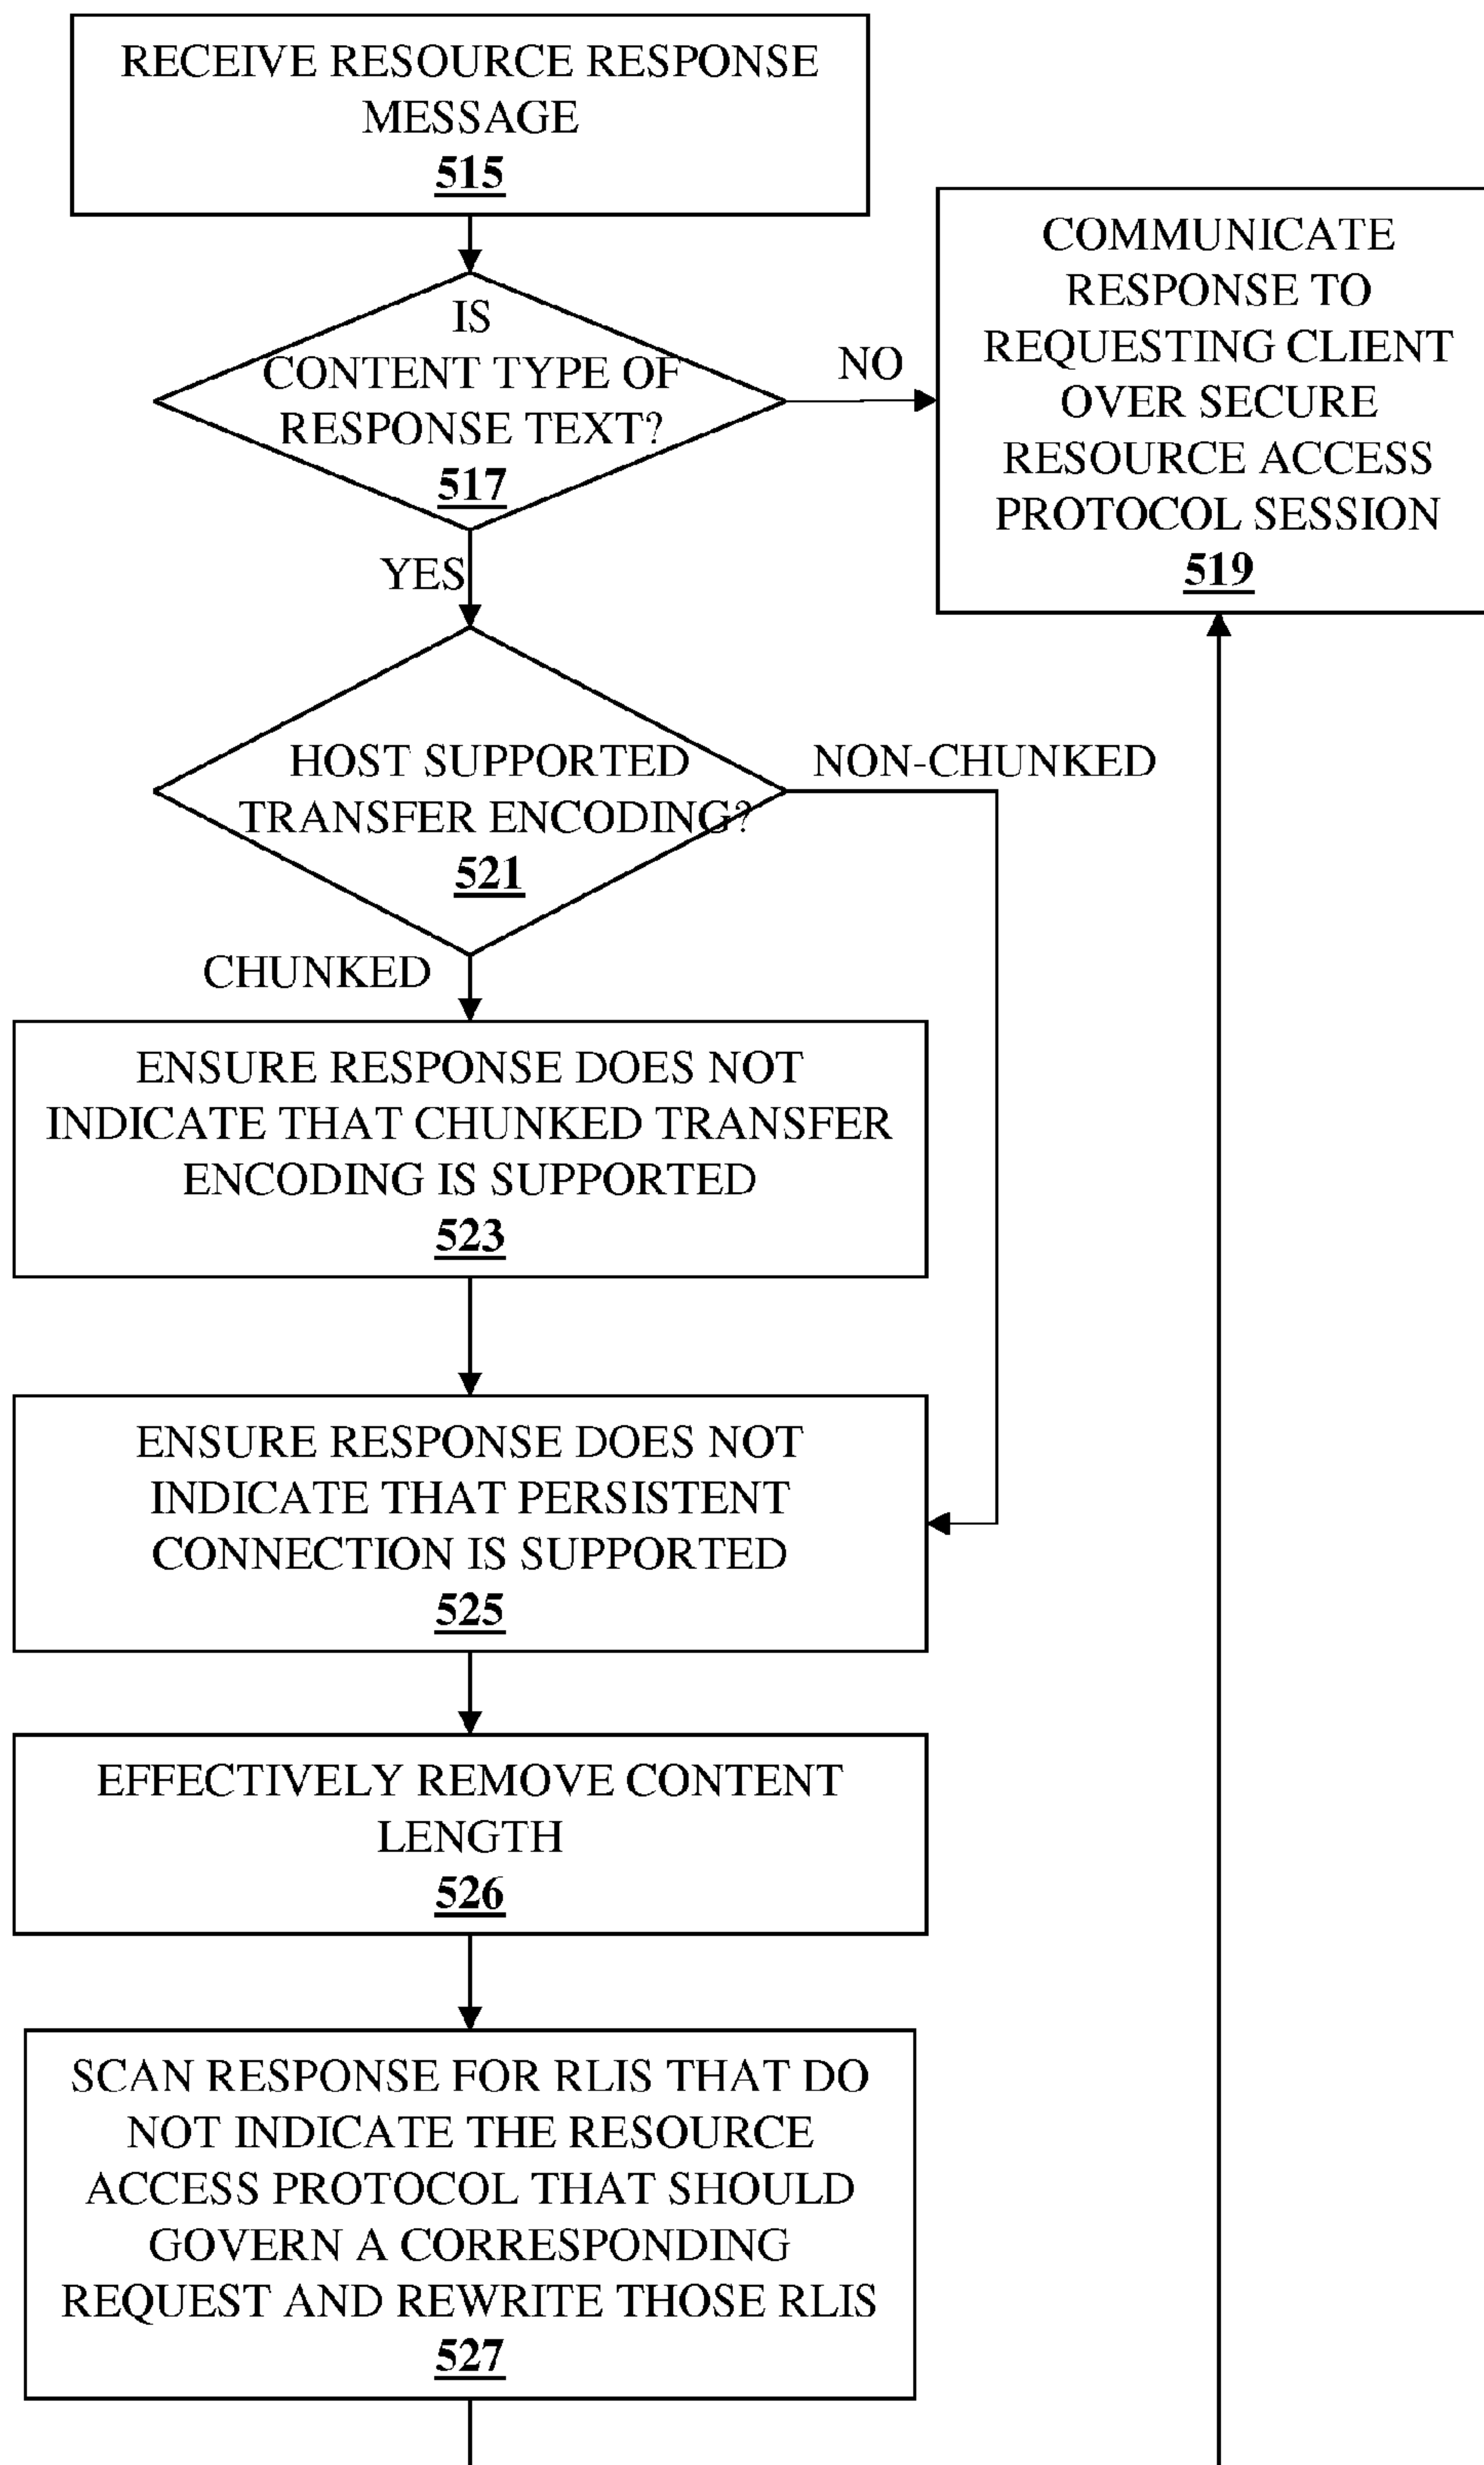 RECEIVE RESOURCE RESPONSE
MESSAGE
515
IS
CONTENT TYPE OF
RESPONSE TEXT?
517
NO
COMMUNICATE
RESPONSE TO
REQUESTING CLIENT
OVER SECURE
RESOURCE ACCESS
PROTOCOL SESSION
519
YES
HOST SUPPORTED
TRANSFER ENCODING?
521
NON-CHUNKED
CHUNKED
ENSURE RESPONSE DOES NOT
INDICATE THAT CHUNKED TRANSFER
ENCODING IS SUPPORTED
523
ENSURE RESPONSE DOES NOT
INDICATE THAT PERSISTENT
CONNECTION IS SUPPORTED
525
EFFECTIVELY REMOVE CONTENT
LENGTH
526
SCAN RESPONSE FOR RLIS THAT DO
NOT INDICATE THE RESOURCE
ACCESS PROTOCOL THAT SHOULD
GOVERN A CORRESPONDING
REQUEST AND REWRITE THOSE RLIS
527